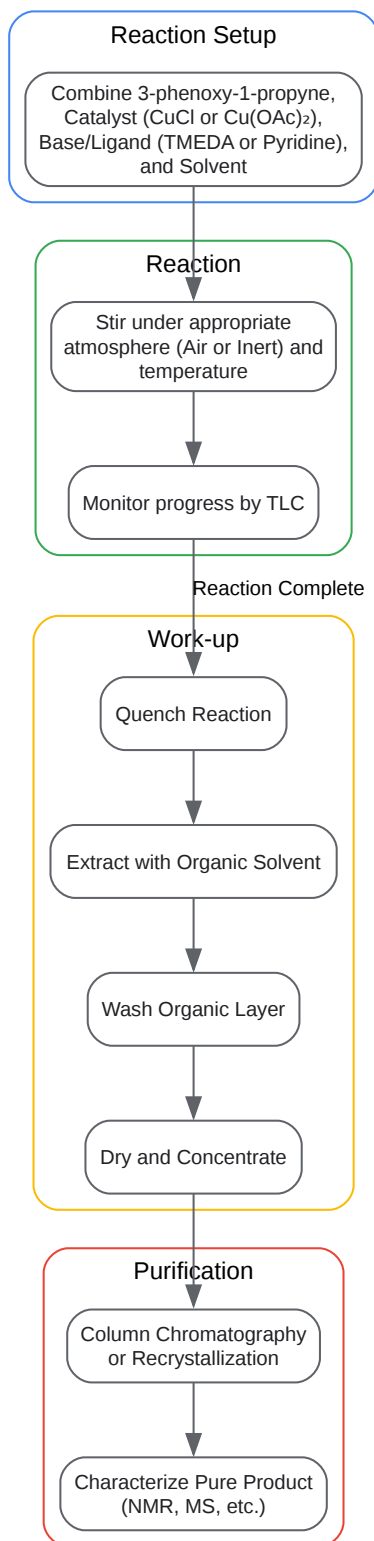 Reaction Setup
Combine 3-phenoxy-1-propyne,
Catalyst (CuCl or Cu(OAc)₂),
Base/Ligand (TMEDA or Pyridine),
and Solvent
Reaction
Stir under appropriate
atmosphere (Air or Inert) and
temperature
Monitor progress by TLC
Reaction Complete
Work-up
Quench Reaction
Extract with Organic Solvent
Wash Organic Layer
Dry and Concentrate
Purification
Column Chromatography
or Recrystallization
Characterize Pure Product
(NMR, MS, etc.)